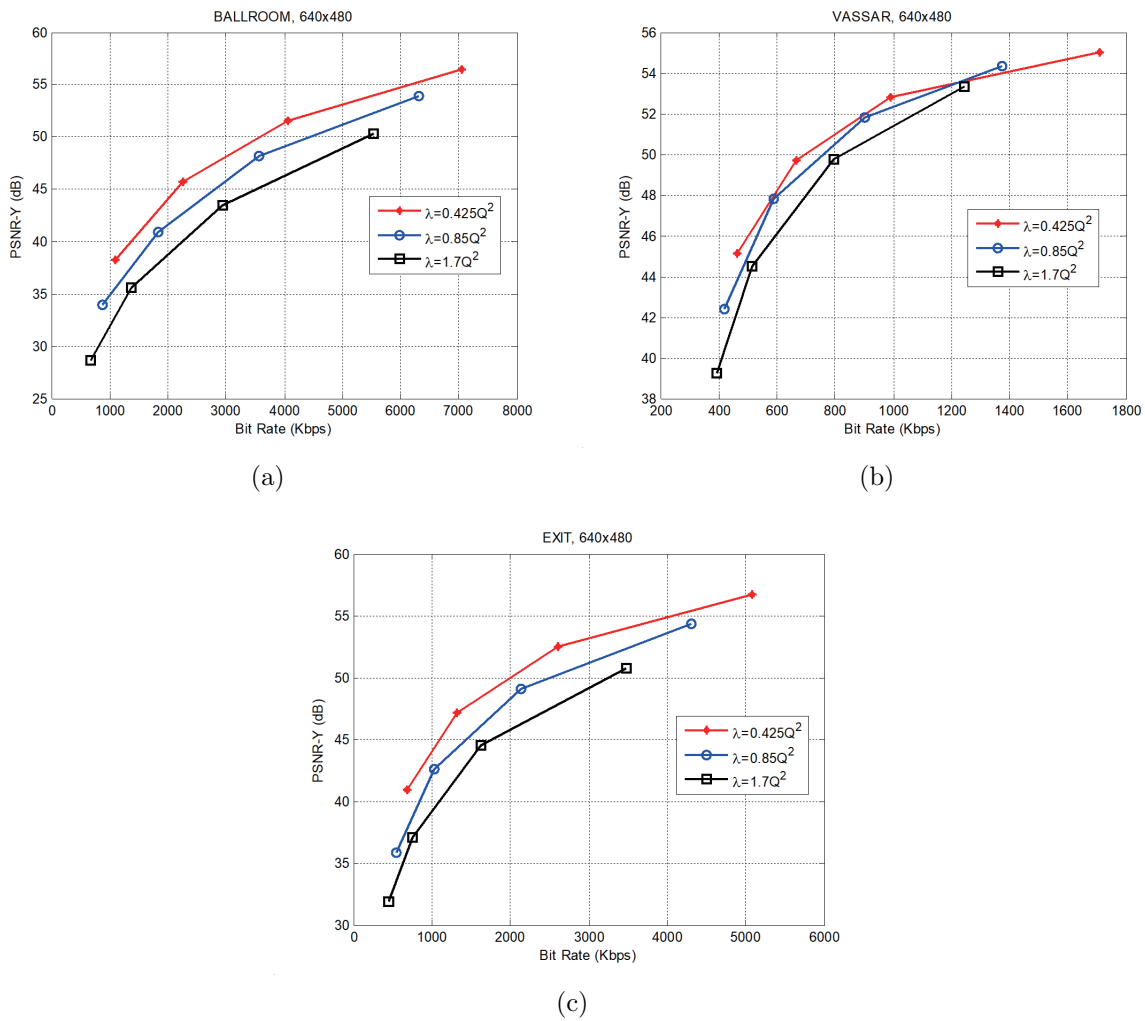 BALLROOM, 640x480
60
55
50
45
40
35
30
25
PSNR-Y (dB)
λ=0.425Q²
λ=0.85Q²
λ=1.7Q²
0 1000 2000 3000 4000 5000 6000 7000 8000
Bit Rate (Kbps)
(a)
VASSAR, 640x480
56
54
52
50
48
46
44
42
40
38
PSNR-Y (dB)
λ=0.425Q²
λ=0.85Q²
λ=1.7Q²
200 400 600 800 1000 1200 1400 1600 1800
Bit Rate (Kbps)
(b)
EXIT, 640x480
60
55
50
45
40
35
30
PSNR-Y (dB)
λ=0.425Q²
λ=0.85Q²
λ=1.7Q²
0 1000 2000 3000 4000 5000 6000
Bit Rate (Kbps)
(c)